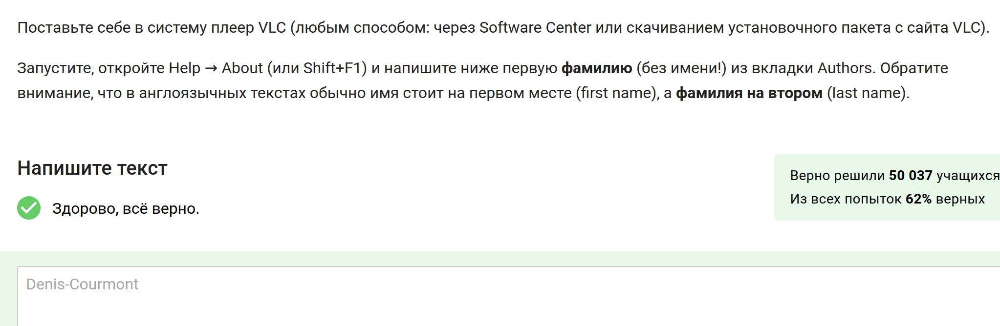 Поставьте себе в систему плеер VLC (любым способом: через Software Center или скачиванием установочного пакета с сайта VLC).
Запустите, откройте Help → About (или Shift+F1) и напишите ниже первую фамилию (без имени!) из вкладки Authors. Обратите
внимание, что в англоязычных текстах обычно имя стоит на первом месте (first name), а фамилия на втором (last name).
Напишите текст
Верно решили 50 037 учащихся
Из всех попыток 62% верных
Здорово, всё верно.
Denis-Courmont